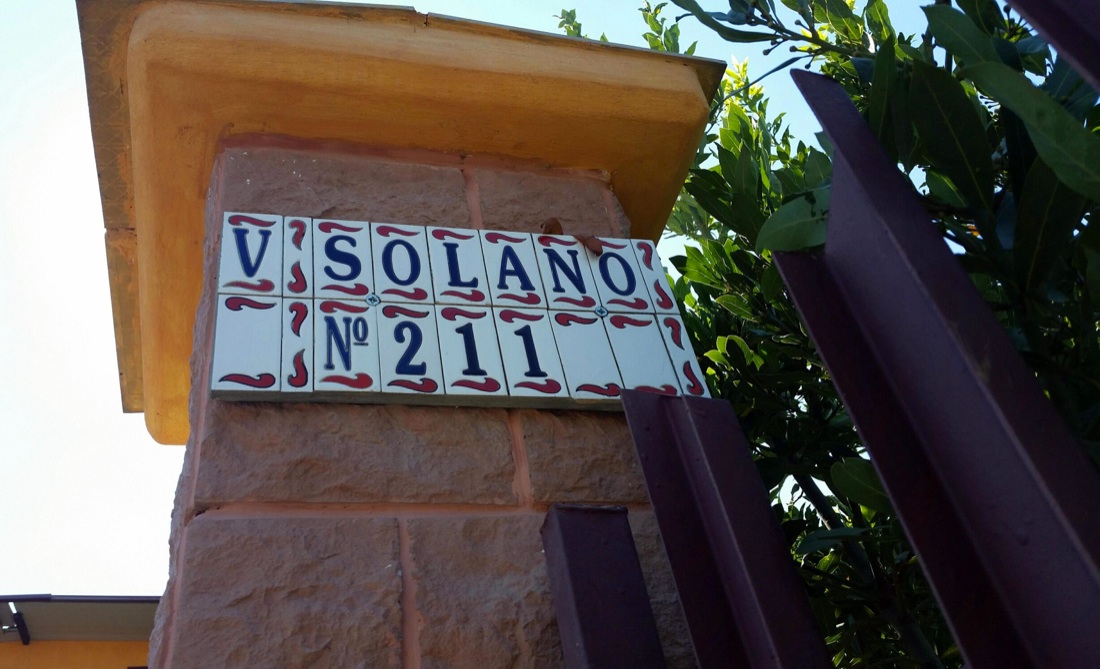 V SOLANO
Nº 211